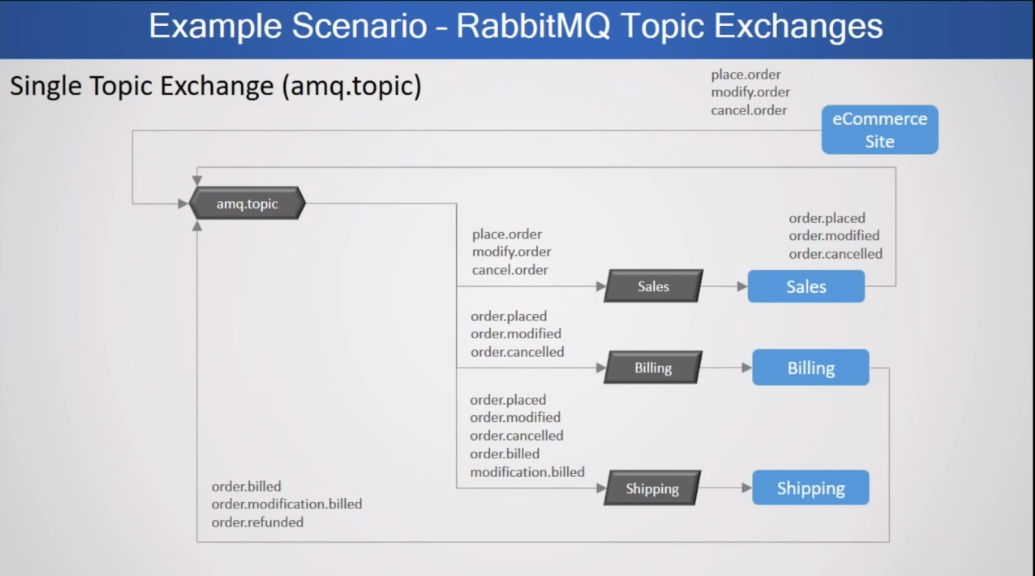 Example Scenario - RabbitMQ Topic Exchanges
Single Topic Exchange (amq.topic)
place.order
modify.order
cancel.order
eCommerce
Site
amq.topic
place.order
modify.order
cancel.order
Sales
order.placed
order.modified
order.cancelled
Sales
order.placed
order.modified
order.cancelled
Billing
Billing
order.placed
order.modified
order.cancelled
order.billed
modification.billed
Shipping
Shipping
order.billed
order.modification.billed
order.refunded